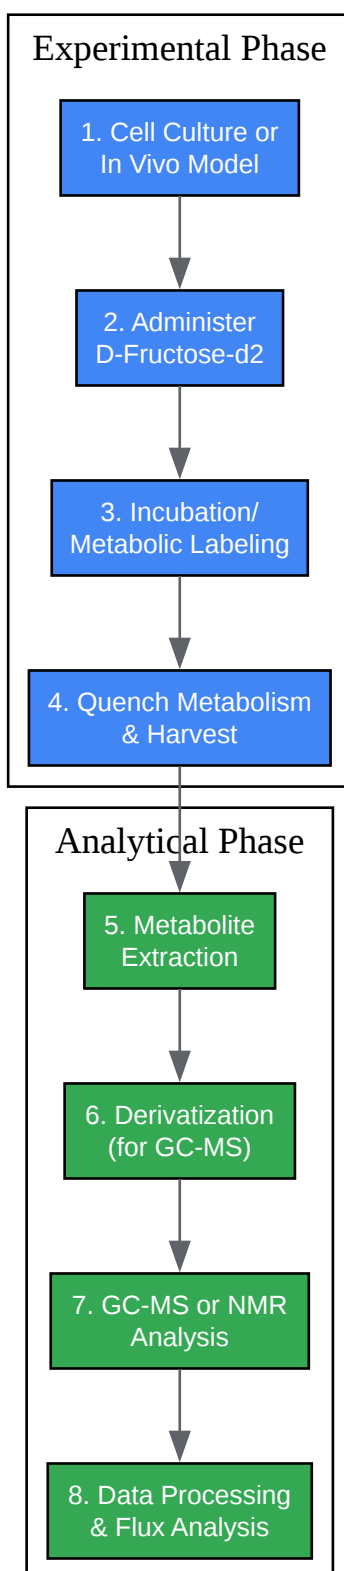 Experimental Phase
1. Cell Culture or
In Vivo Model
2. Administer
D-Fructose-d2
3. Incubation/
Metabolic Labeling
4. Quench Metabolism
& Harvest
Analytical Phase
5. Metabolite
Extraction
6. Derivatization
(for GC-MS)
7. GC-MS or NMR
Analysis
8. Data Processing
& Flux Analysis